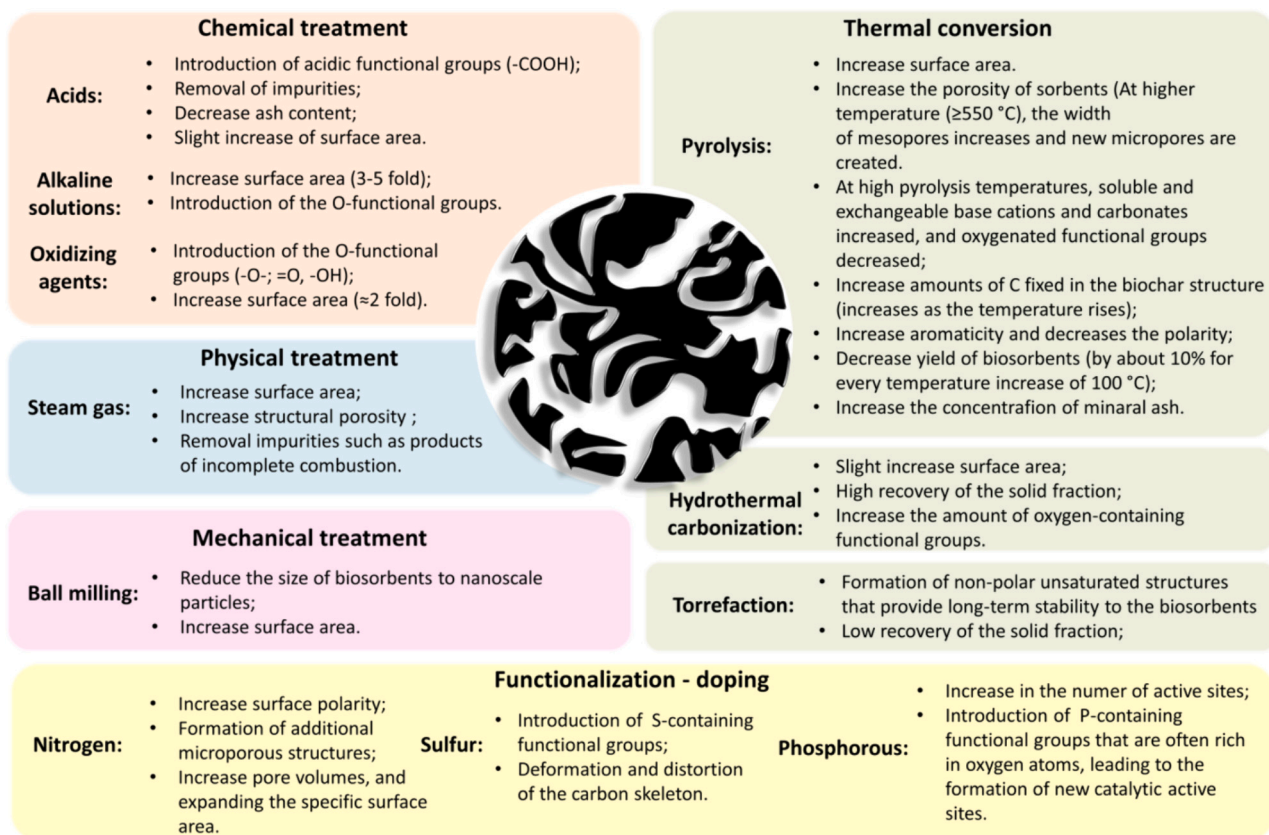 Chemical treatment
Acids:
• Introduction of acidic functional groups (-COOH);
• Removal of impurities;
• Decrease ash content;
• Slight increase of surface area.
Alkaline
solutions:
• Increase surface area (3-5 fold);
• Introduction of the O-functional groups.
Oxidizing
agents:
• Introduction of the O-functional
groups (-O-; =O, -OH);
• Increase surface area (≈2 fold).
Physical treatment
Steam gas:
• Increase surface area;
• Increase structural porosity ;
• Removal impurities such as products
of incomplete combustion.
Mechanical treatment
Ball milling:
• Reduce the size of biosorbents to nanoscale
particles;
• Increase surface area.
Thermal conversion
Pyrolysis:
• Increase surface area.
• Increase the porosity of sorbents (At higher
temperature (≥550 °C), the width
of mesopores increases and new micropores are
created.
• At high pyrolysis temperatures, soluble and
exchangeable base cations and carbonates
increased, and oxygenated functional groups
decreased;
• Increase amounts of C fixed in the biochar structure
(increases as the temperature rises);
• Increase aromaticity and decreases the polarity;
• Decrease yield of biosorbents (by about 10% for
every temperature increase of 100 °C);
• Increase the concentrafion of minaral ash.
Hydrothermal
carbonization:
• Slight increase surface area;
• High recovery of the solid fraction;
• Increase the amount of oxygen-containing
functional groups.
Torrefaction:
• Formation of non-polar unsaturated structures
that provide long-term stability to the biosorbents
• Low recovery of the solid fraction;
Functionalization - doping
Nitrogen:
• Increase surface polarity;
• Formation of additional
microporous structures;
• Increase pore volumes, and
expanding the specific surface
area.
Sulfur:
• Introduction of S-containing
functional groups;
• Deformation and distortion
of the carbon skeleton.
Phosphorous:
• Increase in the numer of active sites;
• Introduction of P-containing
functional groups that are often rich
in oxygen atoms, leading to the
formation of new catalytic active
sites.